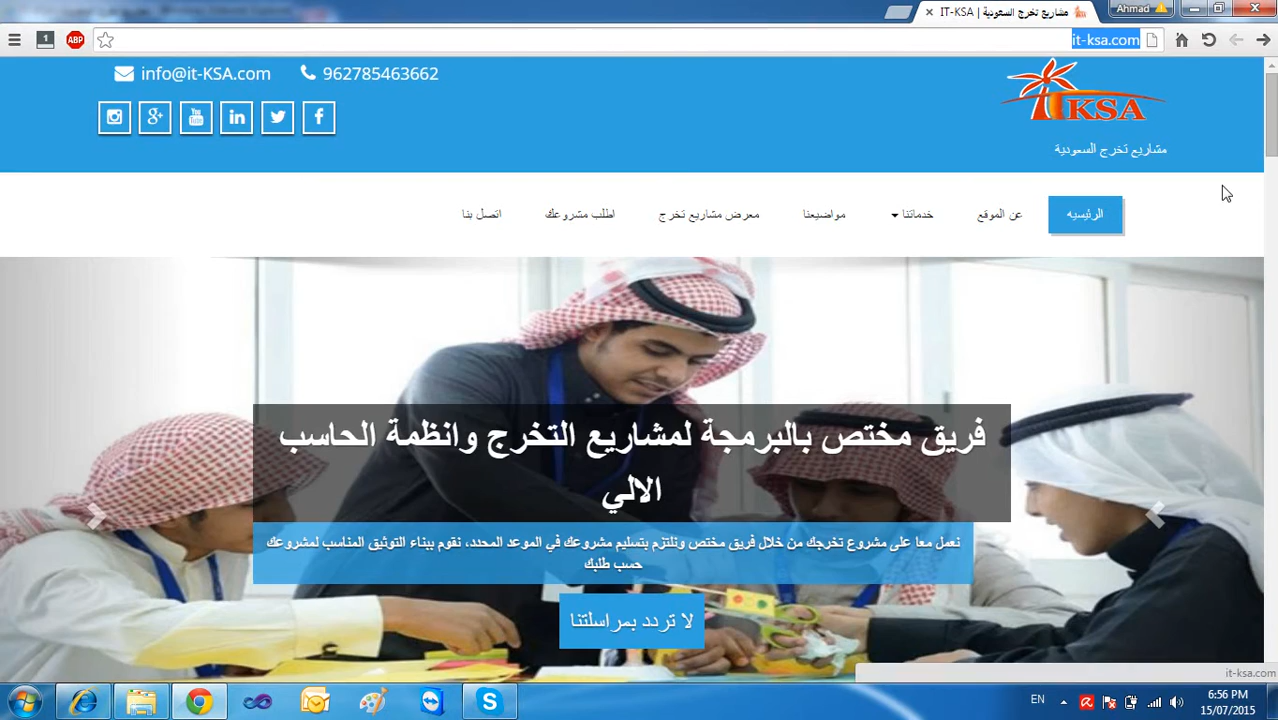 مشاريع تخرج السعودية | IT-KSA
Ahmad
it-ksa.com
1
ABP
info@it-KSA.com
962785463662
IT KSA
مشاريع تخرج السعودية
الرئيسيه
عن الموقع
خدماتنا
مواضيعنا
معرض مشاريع تخرج
اطلب مشروعك
اتصل بنا
فريق مختص بالبرمجة لمشاريع التخرج وانظمة الحاسب
الالي
نعمل معا على مشروع تخرجك من خلال فريق مختص ونلتزم بتسليم مشروعك في الموعد المحدد، نقوم ببناء التوثيق المناسب لمشروعك
حسب طلبك
لا تردد بمراسلتنا
it-ksa.com
EN
6:56 PM
15/07/2015